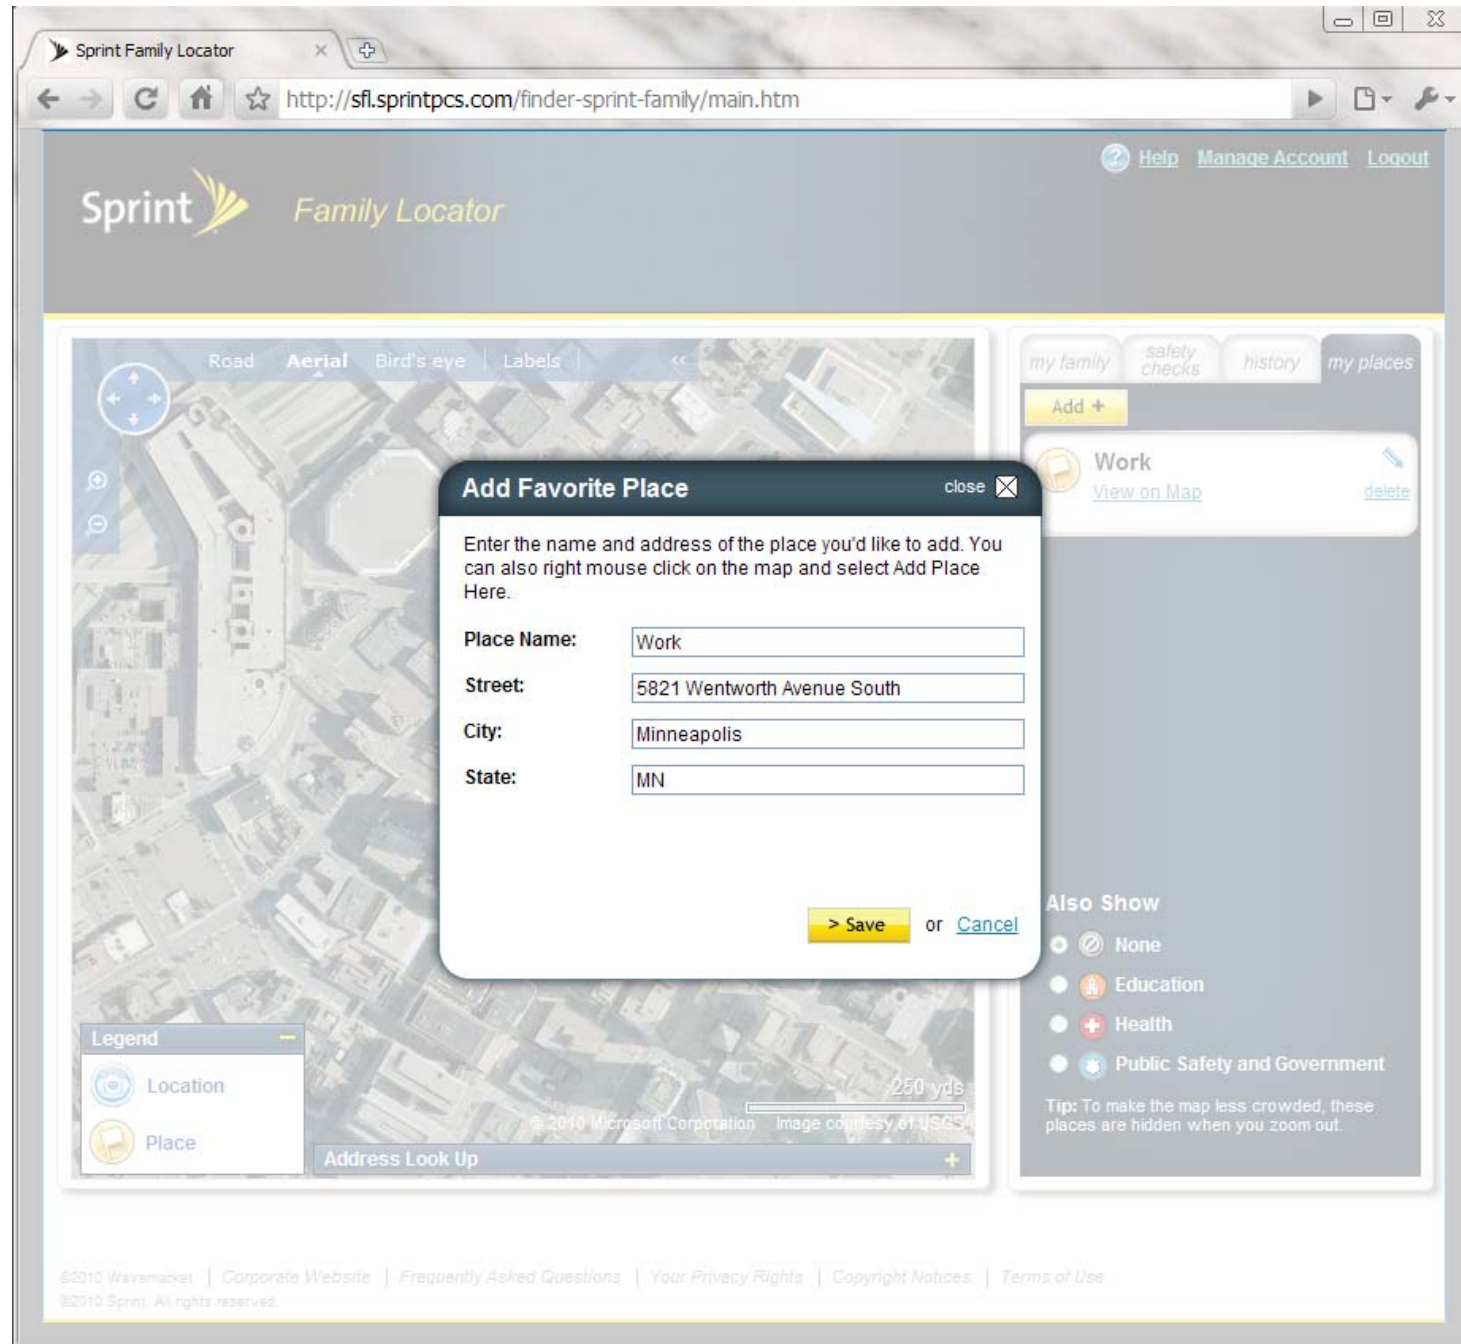 Sprint Family Locator
http://sfl.sprintpcs.com/finder-sprint-family/main.htm
Help Manage Account Logout
Sprint Family Locator
Road Aerial Bird's eye Labels <<
my family safety checks history my places
Add +
Work
View on Map delete
Add Favorite Place close
Enter the name and address of the place you'd like to add. You
can also right mouse click on the map and select Add Place
Here.
Place Name: Work
Street: 5821 Wentworth Avenue South
City: Minneapolis
State: MN
> Save or Cancel
Also Show
None
Education
Health
Public Safety and Government
Tip: To make the map less crowded, these
places are hidden when you zoom out.
Legend
Location
Place
250 yds
© 2010 Microsoft Corporation Image courtesy of USGS
Address Look Up
©2010 Wavemarket | Corporate Website | Frequently Asked Questions | Your Privacy Rights | Copyright Notices | Terms of Use
©2010 Sprint. All rights reserved.